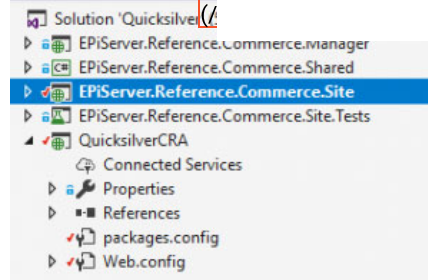 Solution 'Quicksilver (/
EPiServer.Reference.Commerce.Manager
EPiServer.Reference.Commerce.Shared
EPiServer.Reference.Commerce.Site
EPiServer.Reference.Commerce.Site.Tests
QuicksilverCRA
Connected Services
Properties
References
packages.config
Web.config